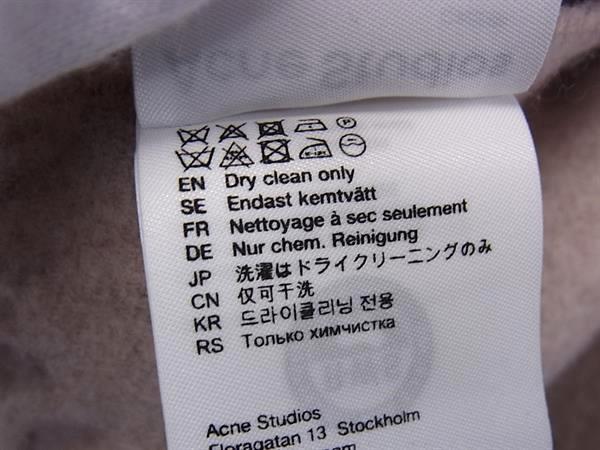 EN Dry clean only
SE Endast kemtvätt
FR Nettoyage à sec seulement
DE Nur chem. Reinigung
JP 洗濯はドライクリーニングのみ
CN 仅可干洗
KR 드라이클리닝 전용
RS Только химчистка
Acne Studios
Floragatan 13 Stockholm